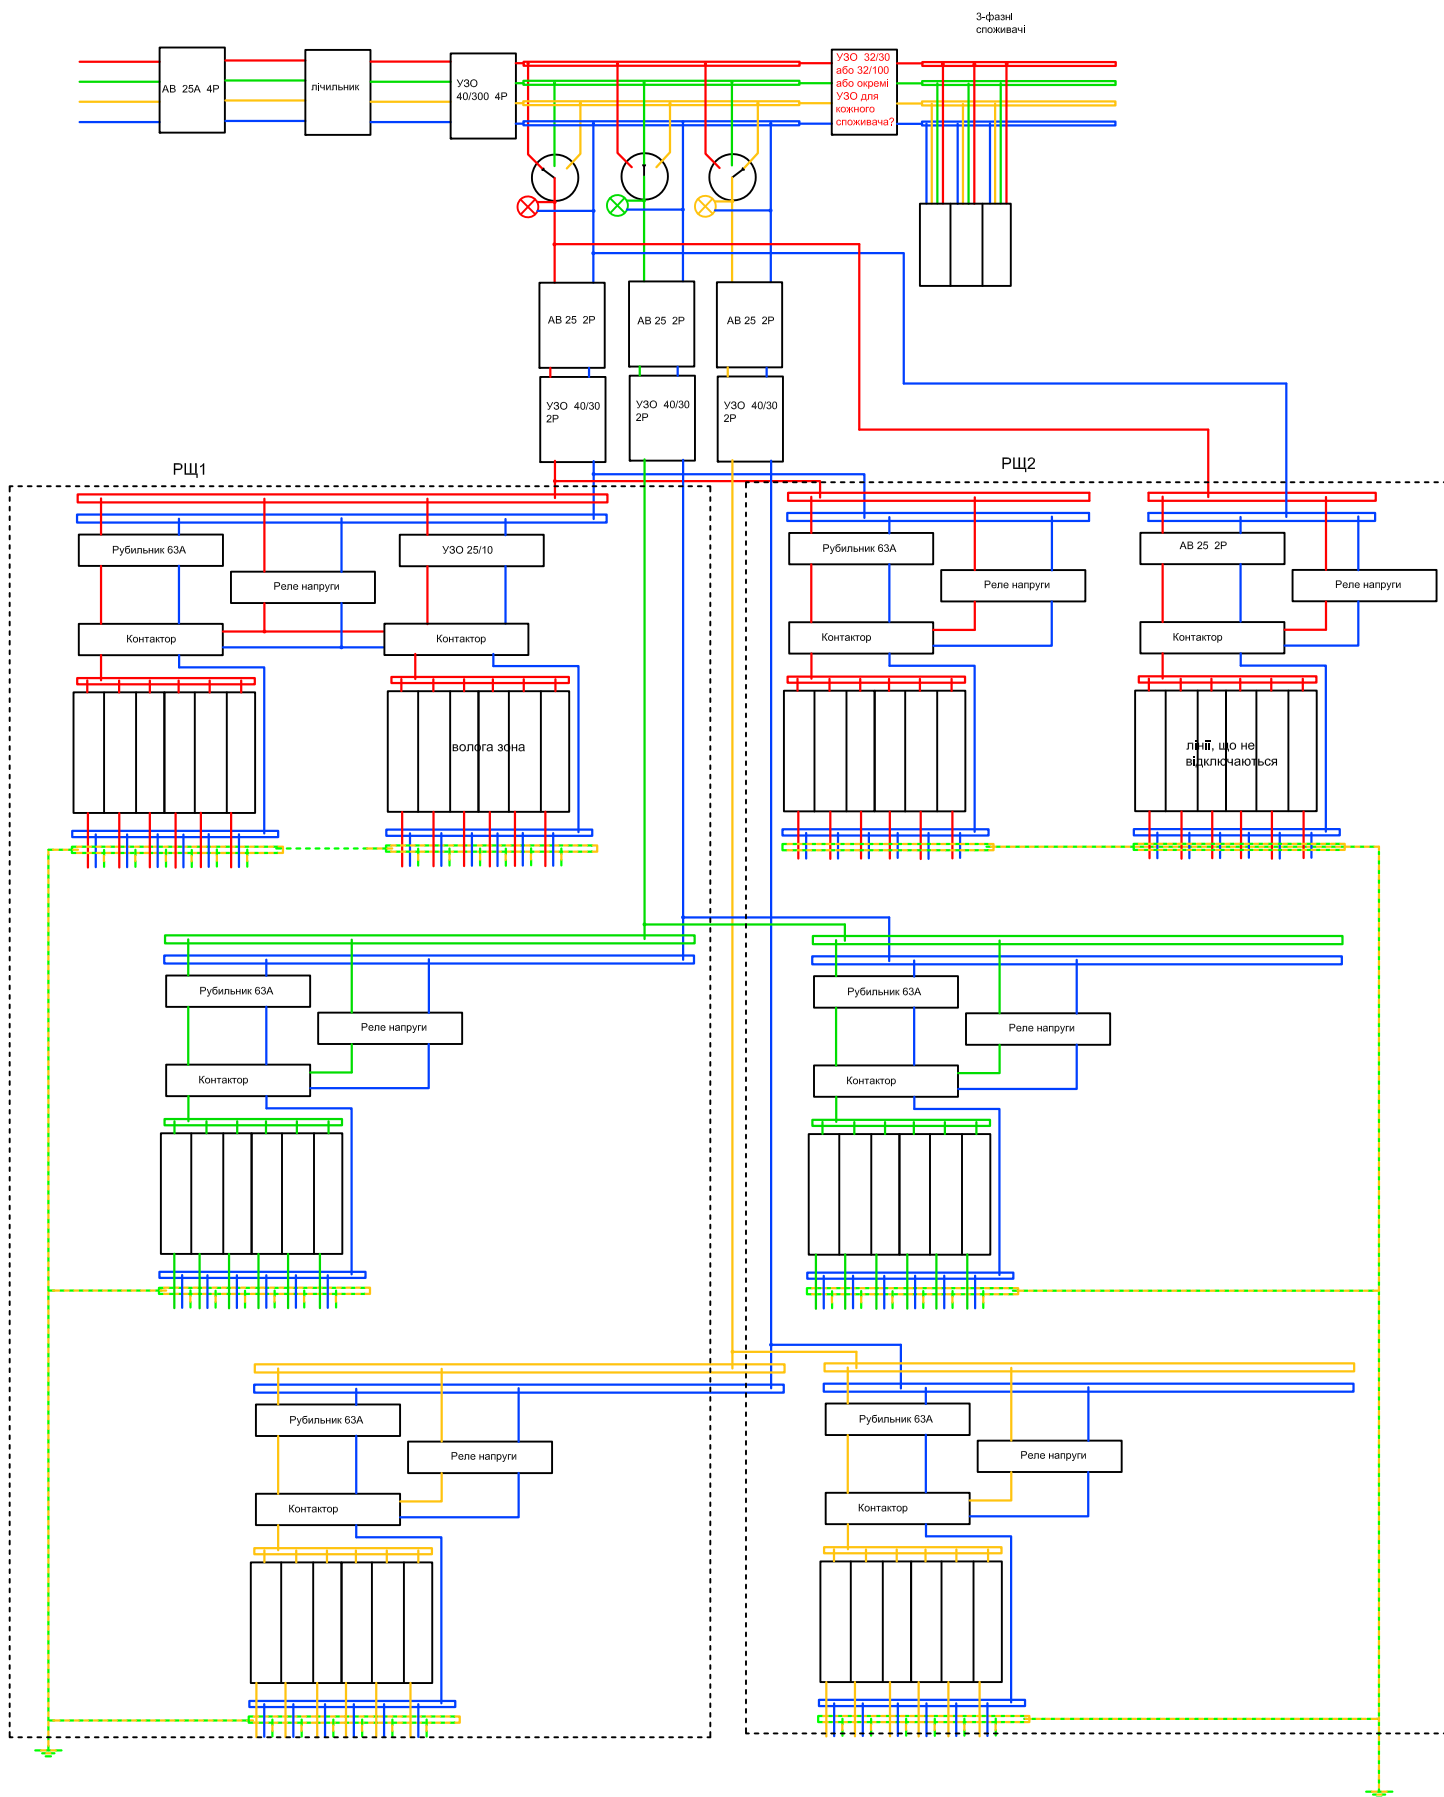 3-фазні
споживачі
АВ 25А 4Р
лічильник
УЗО
40/300 4Р
УЗО 32/30
або 32/100
або окремі
УЗО для
кожного
споживача?
АВ 25 2Р
АВ 25 2Р
АВ 25 2Р
УЗО 40/30
2Р
УЗО 40/30
2Р
УЗО 40/30
2Р
РЩ1
РЩ2
Рубильник 63А
УЗО 25/10
Реле напруги
Контактор
Контактор
волога зона
Рубильник 63А
АВ 25 2Р
Реле напруги
Реле напруги
Контактор
Контактор
лінії, що не
відключаються
Рубильник 63А
Реле напруги
Контактор
Рубильник 63А
Реле напруги
Контактор
Рубильник 63А
Реле напруги
Контактор
Рубильник 63А
Реле напруги
Контактор